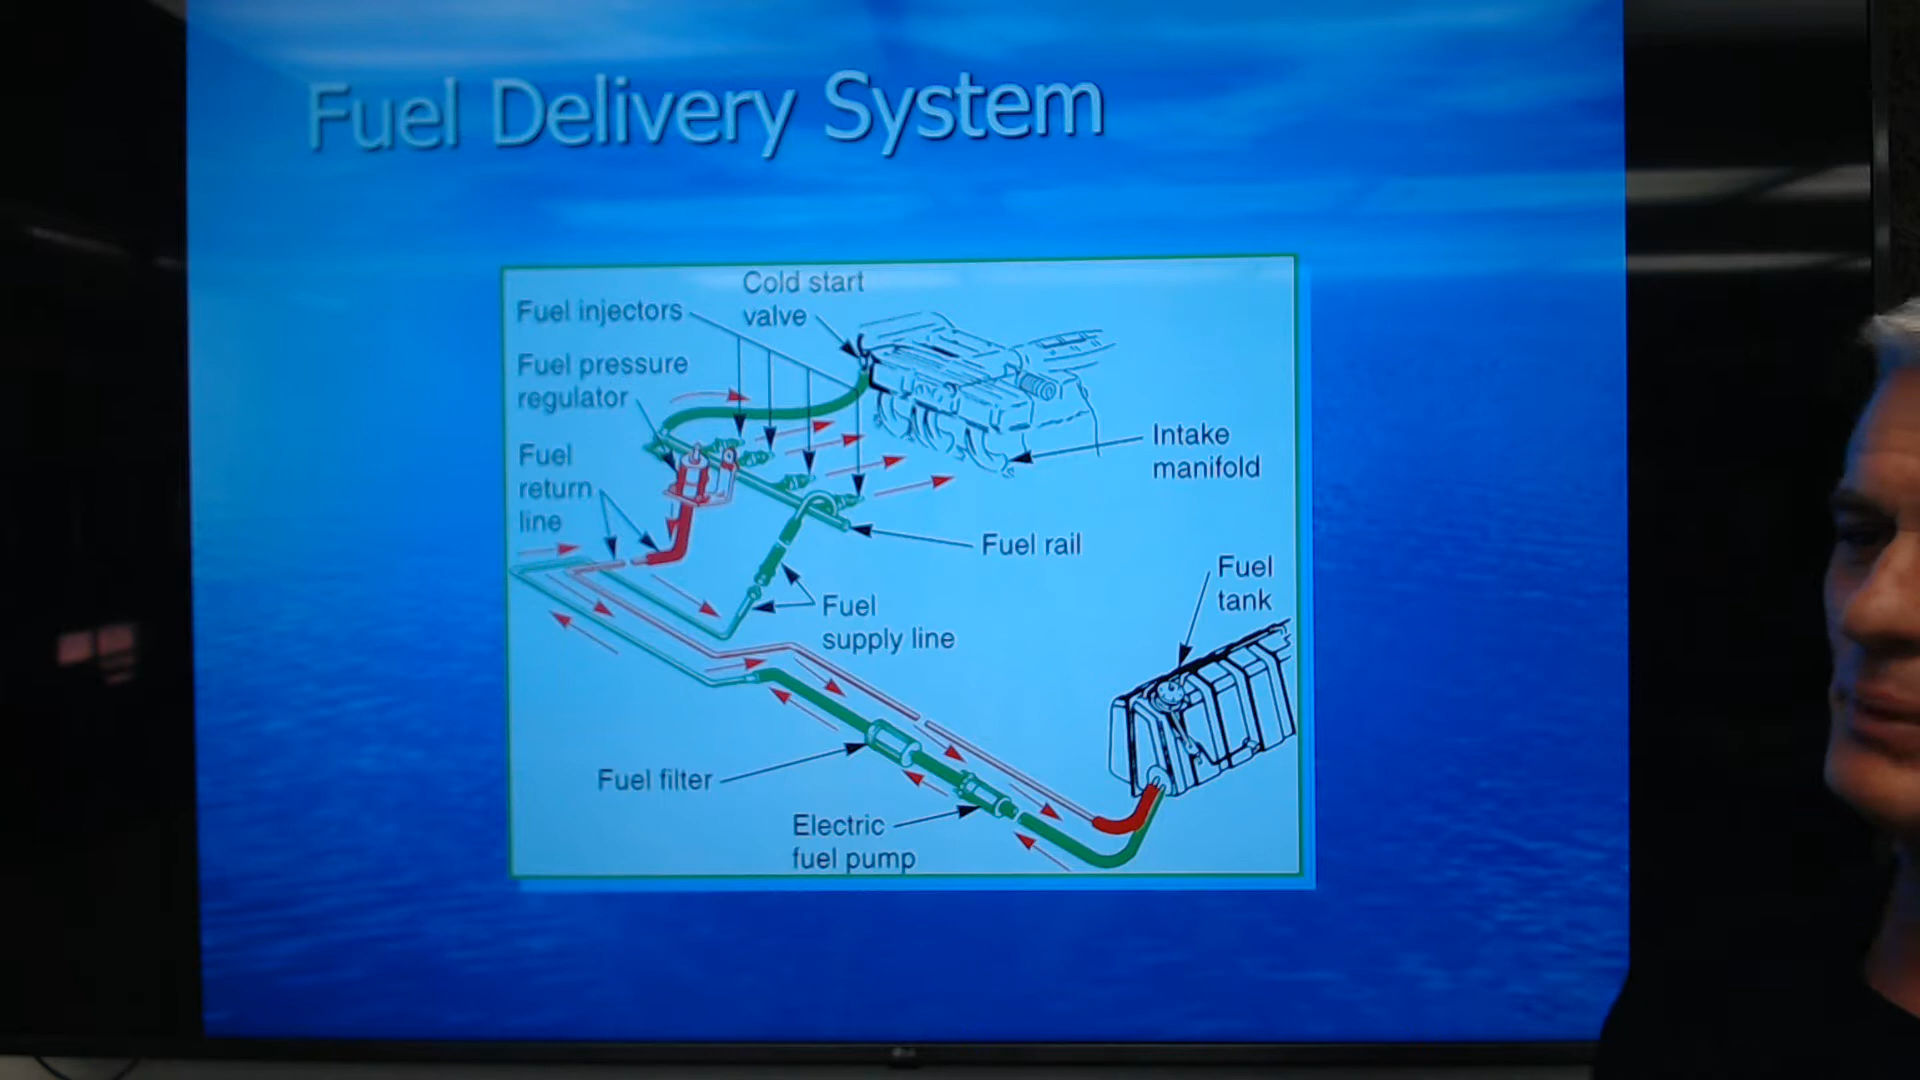 Fuel Delivery System
Cold start
valve
Fuel injectors
Fuel pressure
regulator
Fuel
return
line
Intake
manifold
Fuel rail
Fuel
tank
Fuel
supply line
Fuel filter
Electric
fuel pump
LG